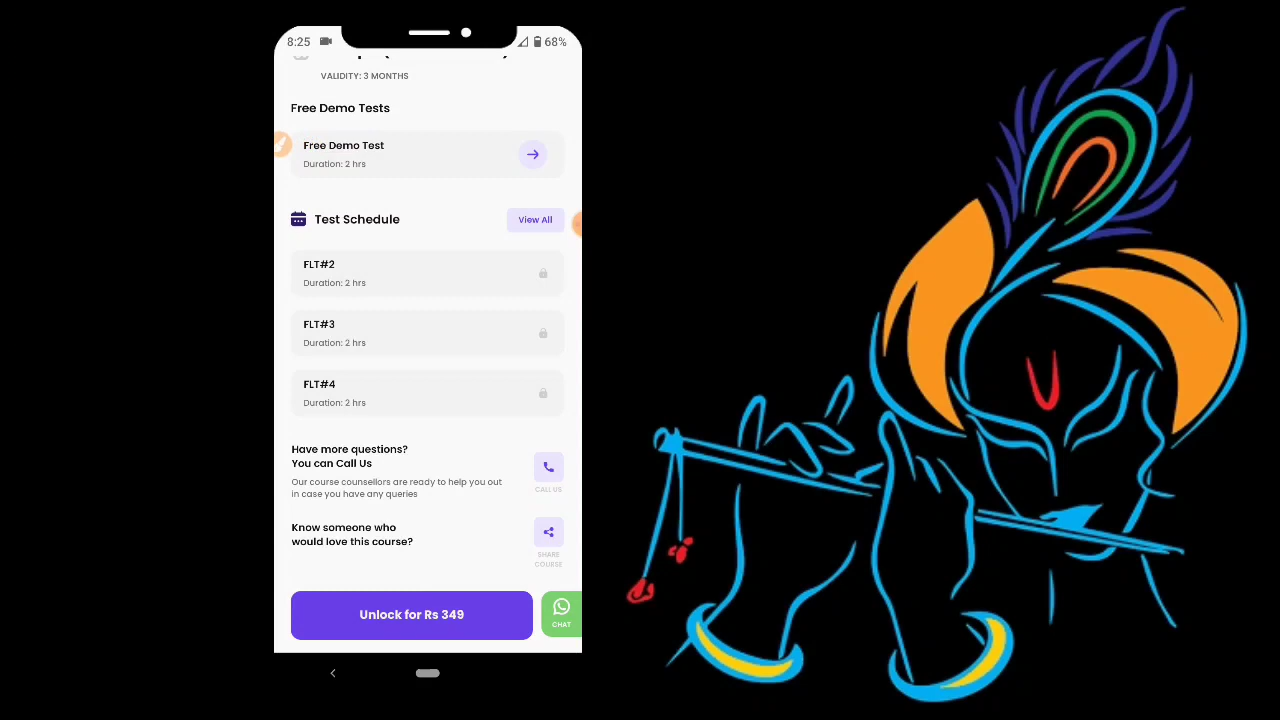 8:25
68%
VALIDITY: 3 MONTHS
Free Demo Tests
Free Demo Test
Duration: 2 hrs
Test Schedule
View All
FLT#2
Duration: 2 hrs
FLT#3
Duration: 2 hrs
FLT#4
Duration: 2 hrs
Have more questions?
You can Call Us
Our course counsellors are ready to help you out
in case you have any queries
CALL US
Know someone who
would love this course?
SHARE
COURSE
Unlock for Rs 349
CHAT